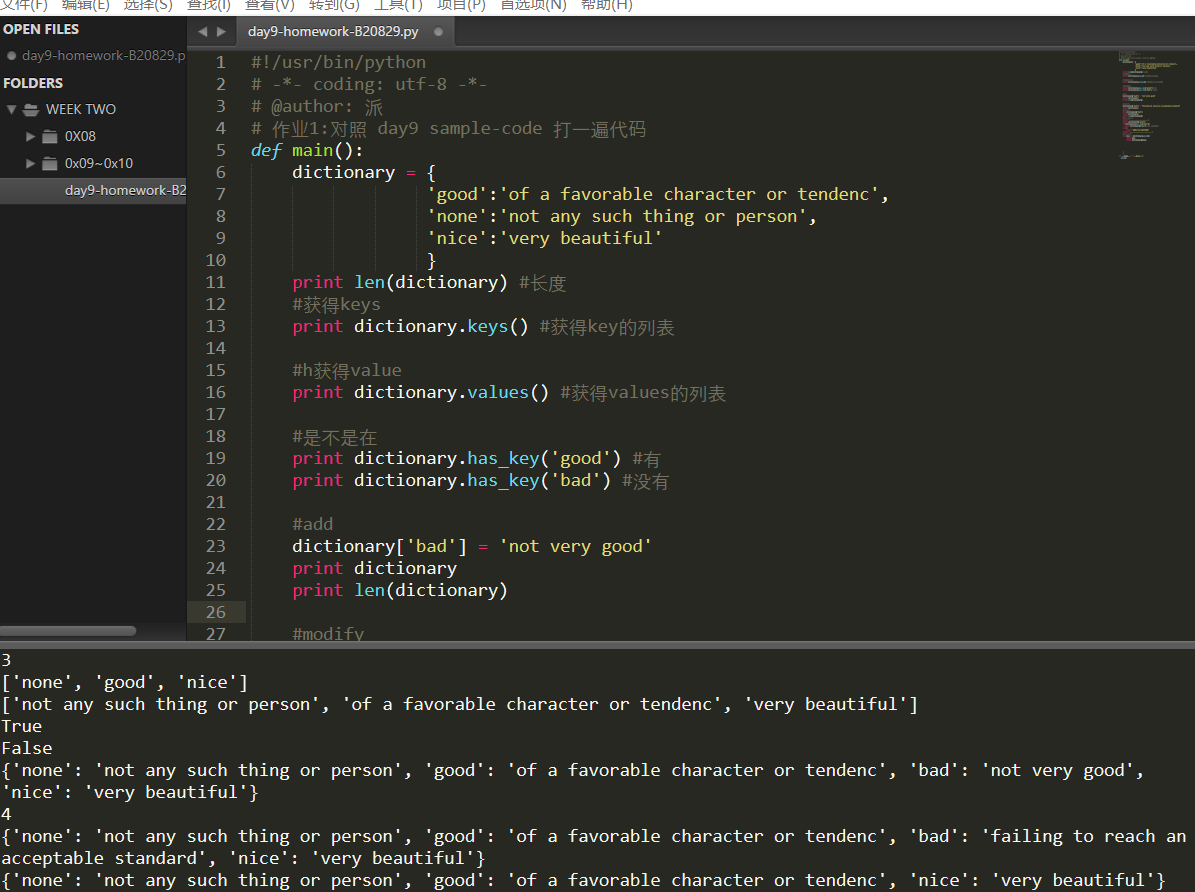 文件(F) 编辑(E) 选择(S) 查找(I) 查看(V) 转到(G) 工具(T) 项目(P) 首选项(N) 帮助(H)
OPEN FILES
day9-homework-B20829.p
FOLDERS
WEEK TWO
0X08
0x09~0x10
day9-homework-B2
day9-homework-B20829.py
1 #!/usr/bin/python
2 # -*- coding: utf-8 -*-
3 # @author: 派
4 # 作业1:对照 day9 sample-code 打一遍代码
5 def main():
6 dictionary = {
7 'good':'of a favorable character or tendenc',
8 'none':'not any such thing or person',
9 'nice':'very beautiful'
10 }
11 print len(dictionary) #长度
12 #获得keys
13 print dictionary.keys() #获得key的列表
14
15 #h获得value
16 print dictionary.values() #获得values的列表
17
18 #是不是在
19 print dictionary.has_key('good') #有
20 print dictionary.has_key('bad') #没有
21
22 #add
23 dictionary['bad'] = 'not very good'
24 print dictionary
25 print len(dictionary)
26
27 #modify
3
['none', 'good', 'nice']
['not any such thing or person', 'of a favorable character or tendenc', 'very beautiful']
True
False
{'none': 'not any such thing or person', 'good': 'of a favorable character or tendenc', 'bad': 'not very good',
'nice': 'very beautiful'}
4
{'none': 'not any such thing or person', 'good': 'of a favorable character or tendenc', 'bad': 'failing to reach an
acceptable standard', 'nice': 'very beautiful'}
{'none': 'not any such thing or person', 'good': 'of a favorable character or tendenc', 'nice': 'very beautiful'}